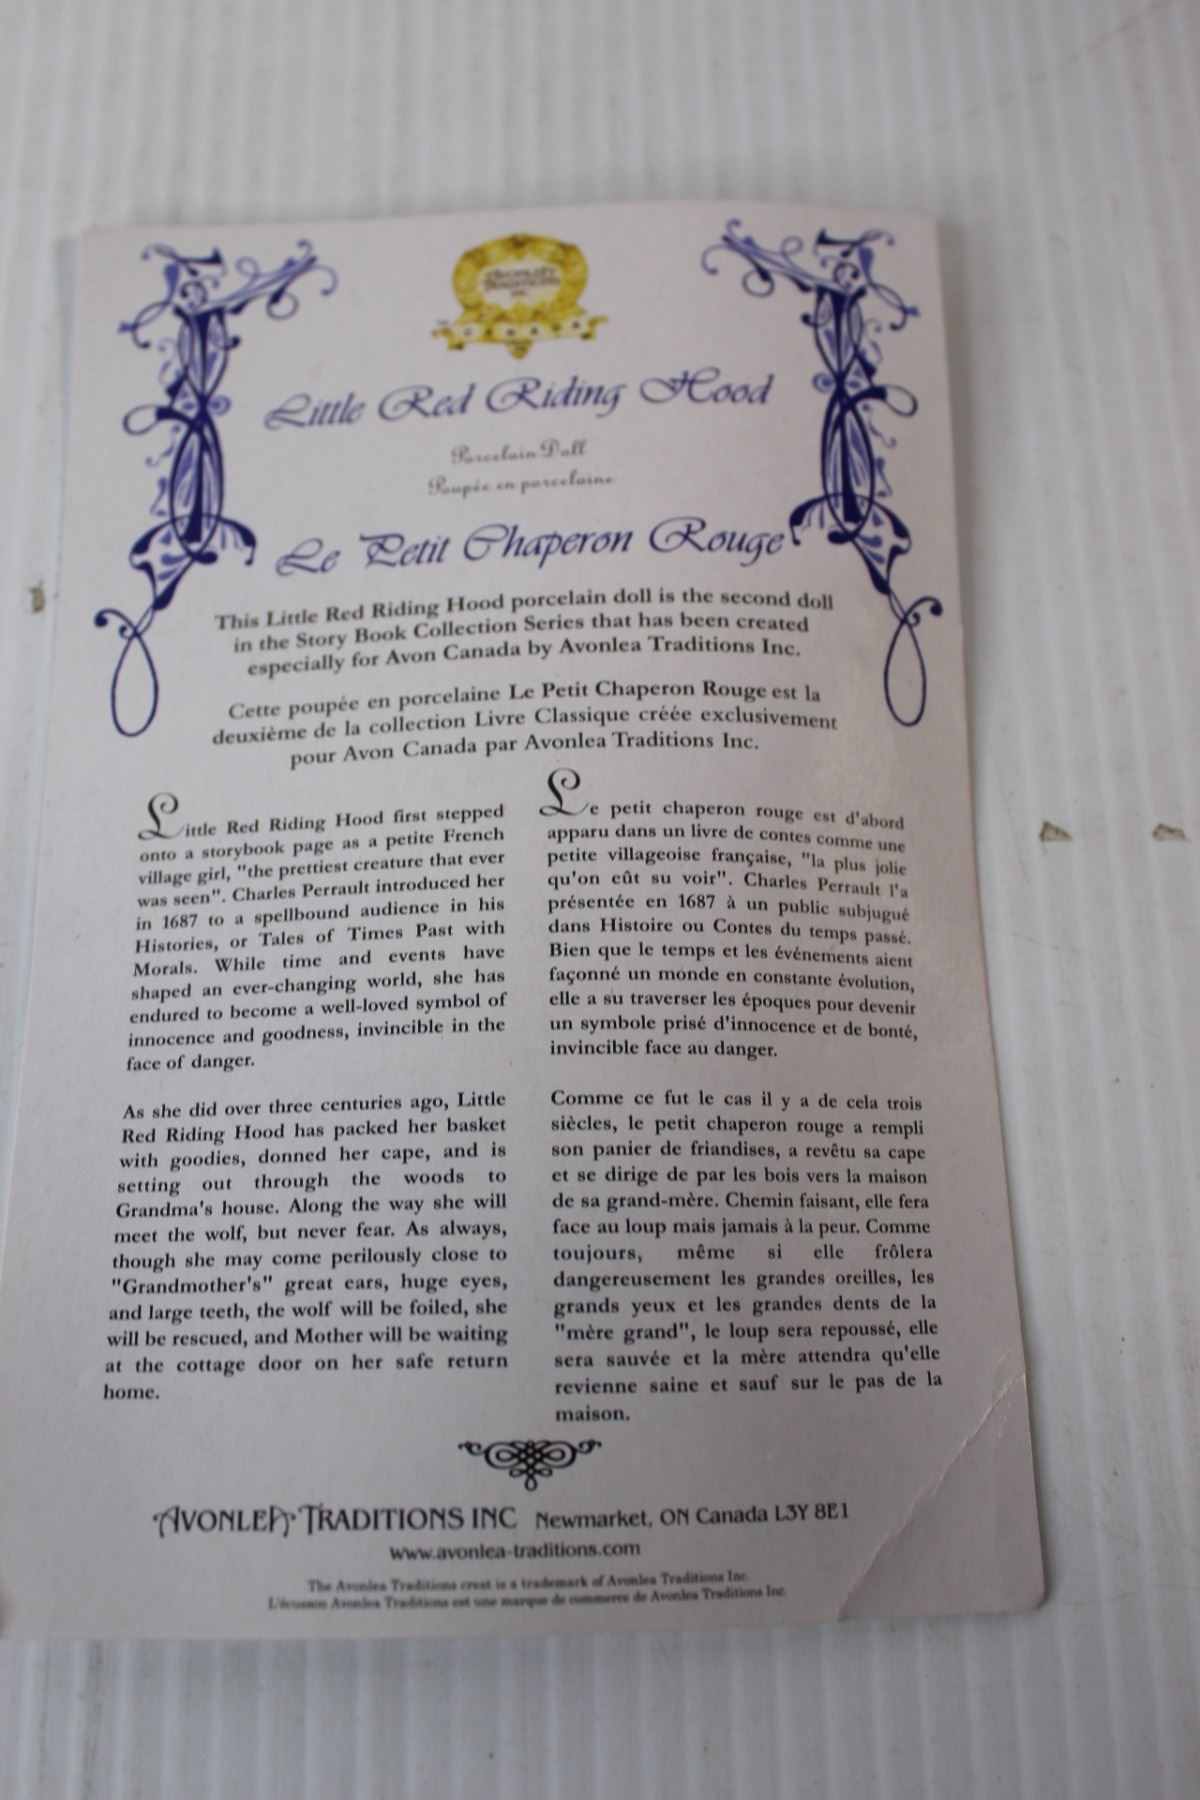 AVONLEA
TRADITIONS
INC.
CANADA
Little Red Riding Hood
Porcelain Doll
Poupée en porcelaine
Le Petit Chaperon Rouge
This Little Red Riding Hood porcelain doll is the second doll
in the Story Book Collection Series that has been created
especially for Avon Canada by Avonlea Traditions Inc.
Cette poupée en porcelaine Le Petit Chaperon Rouge est la
deuxième de la collection Livre Classique créée exclusivement
pour Avon Canada par Avonlea Traditions Inc.
Little Red Riding Hood first stepped
onto a storybook page as a petite French
village girl, "the prettiest creature that ever
was seen". Charles Perrault introduced her
in 1687 to a spellbound audience in his
Histories, or Tales of Times Past with
Morals. While time and events have
shaped an ever-changing world, she has
endured to become a well-loved symbol of
innocence and goodness, invincible in the
face of danger.
As she did over three centuries ago, Little
Red Riding Hood has packed her basket
with goodies, donned her cape, and is
setting out through the woods to
Grandma's house. Along the way she will
meet the wolf, but never fear. As always,
though she may come perilously close to
"Grandmother's" great ears, huge eyes,
and large teeth, the wolf will be foiled, she
will be rescued, and Mother will be waiting
at the cottage door on her safe return
home.
Le petit chaperon rouge est d'abord
apparu dans un livre de contes comme une
petite villageoise française, "la plus jolie
qu'on eût su voir". Charles Perrault l'a
présentée en 1687 à un public subjugué
dans Histoire ou Contes du temps passé.
Bien que le temps et les événements aient
façonné un monde en constante évolution,
elle a su traverser les époques pour devenir
un symbole prisé d'innocence et de bonté,
invincible face au danger.
Comme ce fut le cas il y a de cela trois
siècles, le petit chaperon rouge a rempli
son panier de friandises, a revêtu sa cape
et se dirige de par les bois vers la maison
de sa grand-mère. Chemin faisant, elle fera
face au loup mais jamais à la peur. Comme
toujours, même si elle frôlera
dangereusement les grandes oreilles, les
grands yeux et les grandes dents de la
"mère grand", le loup sera repoussé, elle
sera sauvée et la mère attendra qu'elle
revienne saine et sauf sur le pas de la
maison.
AVONLEA TRADITIONS INC Newmarket, ON Canada L3Y 8E1
www.avonlea-traditions.com
The Avonlea Traditions crest is a trademark of Avonlea Traditions Inc.
L'écusson Avonlea Traditions est une marque de commerce de Avonlea Traditions Inc.